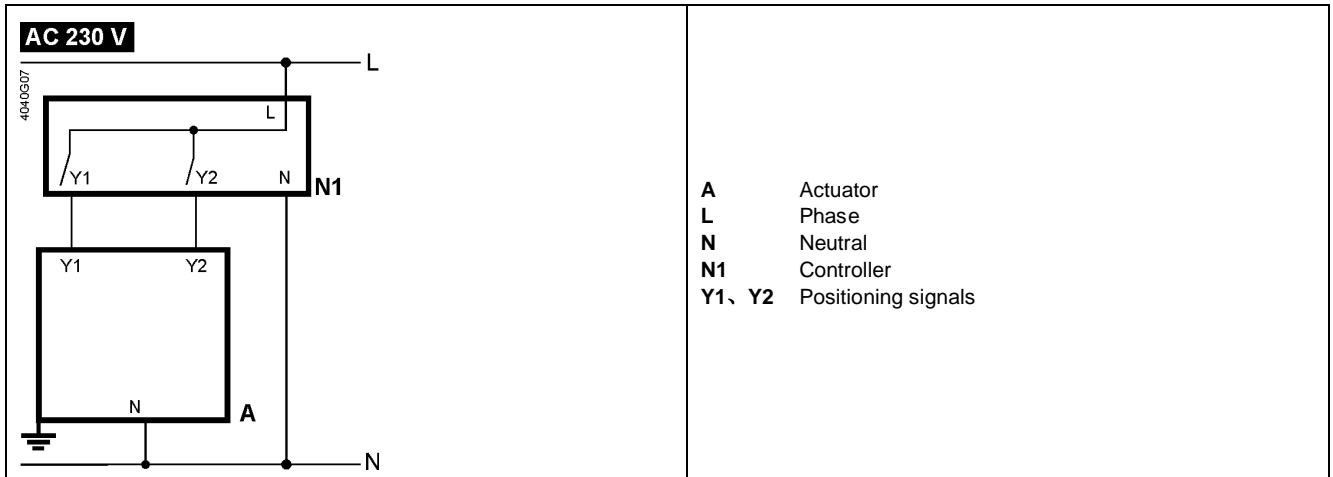 AC 230 V
L
4040G07
L
Y1 Y2 N
N1
Y1 Y2
N
A
N
A Actuator
L Phase
N Neutral
N1 Controller
Y1、Y2 Positioning signals